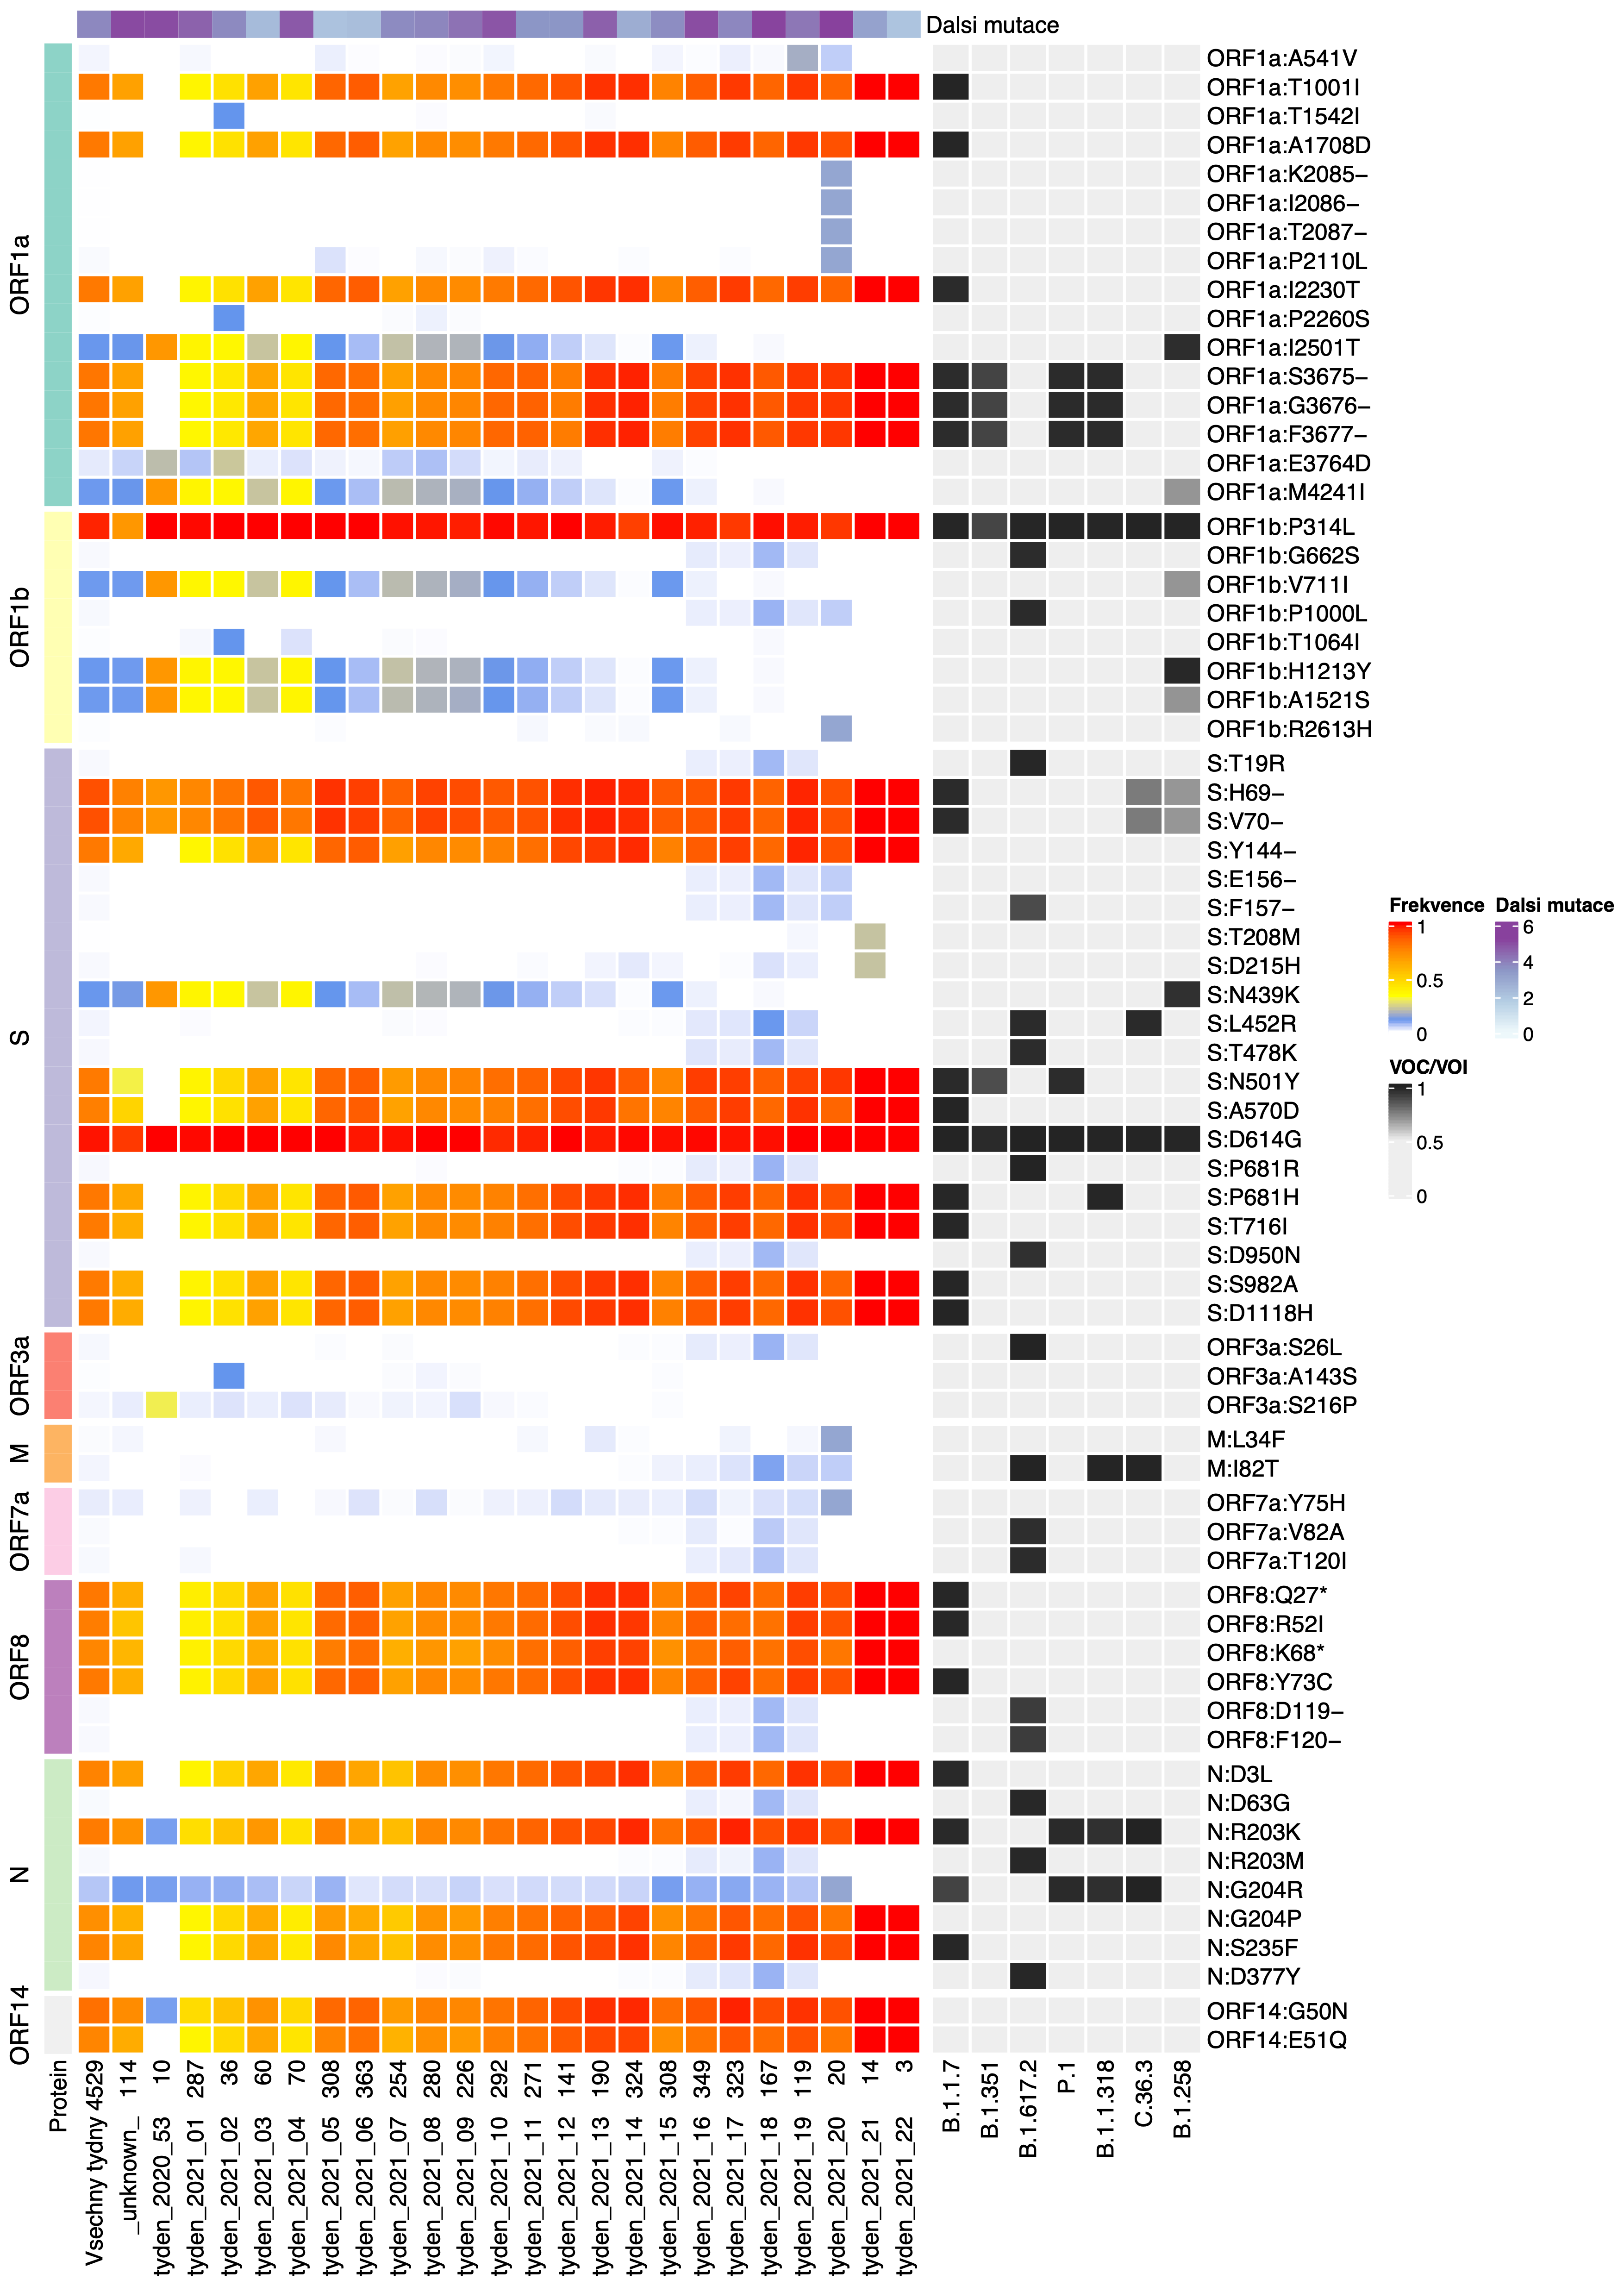 Dalsi mutace
ORF1a
ORF1a:A541V
ORF1a:T1001I
ORF1a:T1542I
ORF1a:A1708D
ORF1a:K2085−
ORF1a:I2086−
ORF1a:T2087−
ORF1a:P2110L
ORF1a:I2230T
ORF1a:P2260S
ORF1a:I2501T
ORF1a:S3675−
ORF1a:G3676−
ORF1a:F3677−
ORF1a:E3764D
ORF1a:M4241I
ORF1b
ORF1b:P314L
ORF1b:G662S
ORF1b:V711I
ORF1b:P1000L
ORF1b:T1064I
ORF1b:H1213Y
ORF1b:A1521S
ORF1b:R2613H
S
S:T19R
S:H69−
S:V70−
S:Y144−
S:E156−
S:F157−
S:T208M
S:D215H
S:N439K
S:L452R
S:T478K
S:N501Y
S:A570D
S:D614G
S:P681R
S:P681H
S:T716I
S:D950N
S:S982A
S:D1118H
ORF3a
ORF3a:S26L
ORF3a:A143S
ORF3a:S216P
M
M:L34F
M:I82T
ORF7a
ORF7a:Y75H
ORF7a:V82A
ORF7a:T120I
ORF8
ORF8:Q27*
ORF8:R52I
ORF8:K68*
ORF8:Y73C
ORF8:D119−
ORF8:F120−
N
N:D3L
N:D63G
N:R203K
N:R203M
N:G204R
N:G204P
N:S235F
N:D377Y
ORF14
ORF14:G50N
ORF14:E51Q
Protein
Vsechny tydny 4529
_unknown_ 114
tyden_2020_53 10
tyden_2021_01 287
tyden_2021_02 36
tyden_2021_03 60
tyden_2021_04 70
tyden_2021_05 308
tyden_2021_06 363
tyden_2021_07 254
tyden_2021_08 280
tyden_2021_09 226
tyden_2021_10 292
tyden_2021_11 271
tyden_2021_12 141
tyden_2021_13 190
tyden_2021_14 324
tyden_2021_15 308
tyden_2021_16 349
tyden_2021_17 323
tyden_2021_18 167
tyden_2021_19 119
tyden_2021_20 20
tyden_2021_21 14
tyden_2021_22 3
B.1.1.7
B.1.351
B.1.617.2
P.1
B.1.1.318
C.36.3
B.1.258
Frekvence
1
0.5
0
Dalsi mutace
6
4
2
0
VOC/VOI
1
0.5
0